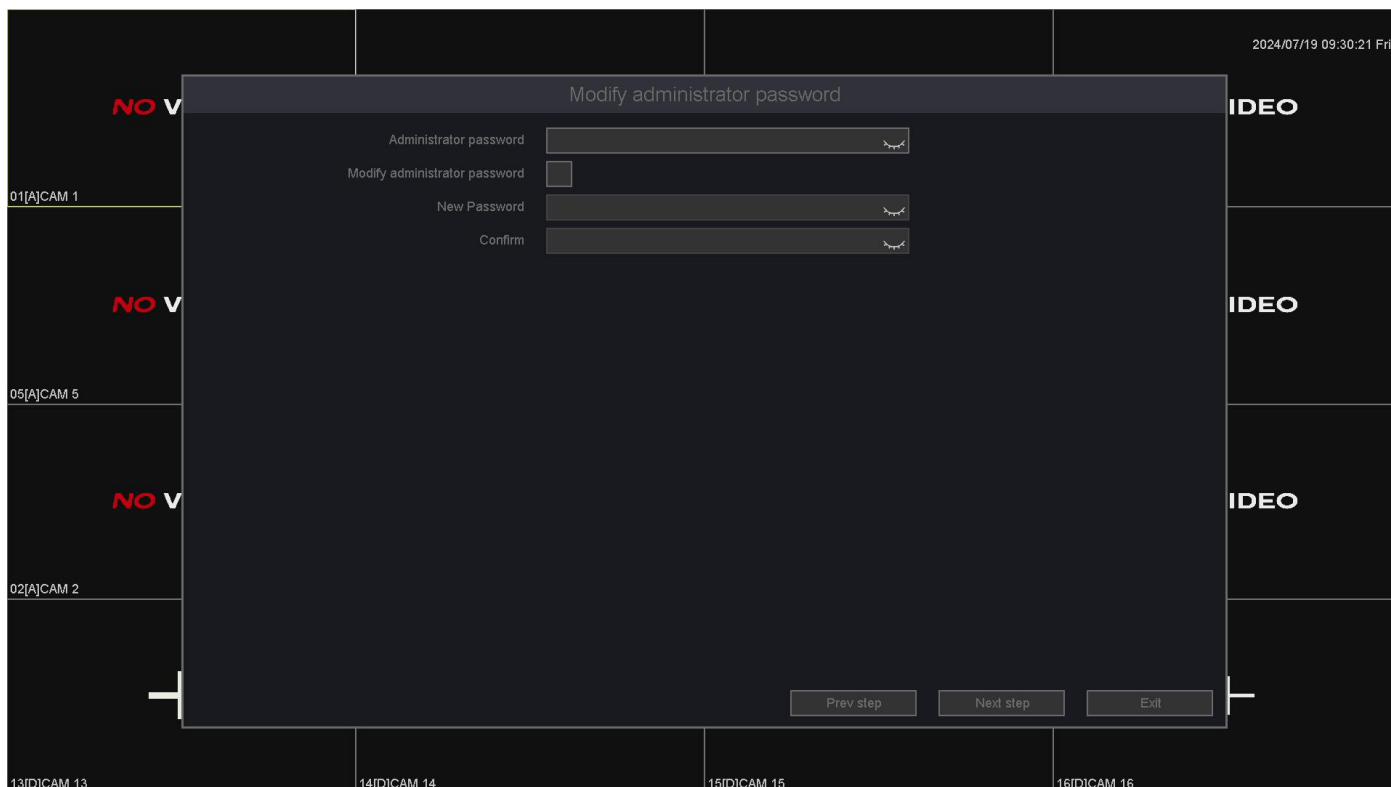 2024/07/19 09:30:21 Fri
Modify administrator password
NO V
IDEO
Administrator password
Modify administrator password
01[A]CAM 1
New Password
Confirm
NO V
IDEO
05[A]CAM 5
NO V
IDEO
02[A]CAM 2
Prev step
Next step
Exit
13[D]CAM 13
14[D]CAM 14
15[D]CAM 15
16[D]CAM 16